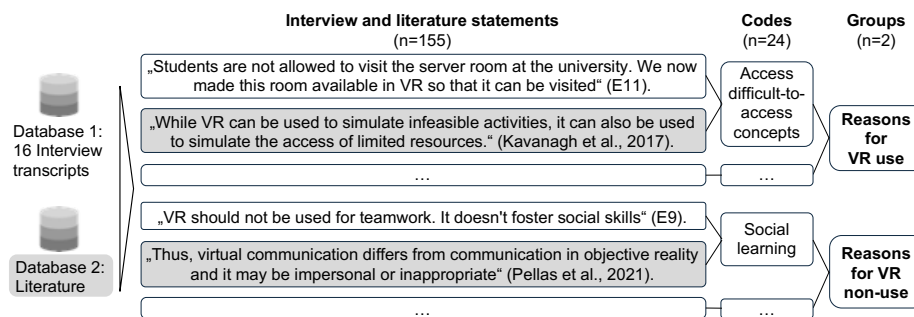 Interview and literature statements
(n=155)
Codes
(n=24)
Groups
(n=2)
Database 1:
16 Interview
transcripts
Database 2:
Literature
„Students are not allowed to visit the server room at the university. We now
made this room available in VR so that it can be visited“ (E11).
„While VR can be used to simulate infeasible activities, it can also be used
to simulate the access of limited resources.“ (Kavanagh et al., 2017).
…
„VR should not be used for teamwork. It doesn't foster social skills“ (E9).
„Thus, virtual communication differs from communication in objective reality
and it may be impersonal or inappropriate“ (Pellas et al., 2021).
…
Access
difficult-to-
access
concepts
…
Social
learning
…
Reasons
for
VR use
Reasons
for VR
non-use